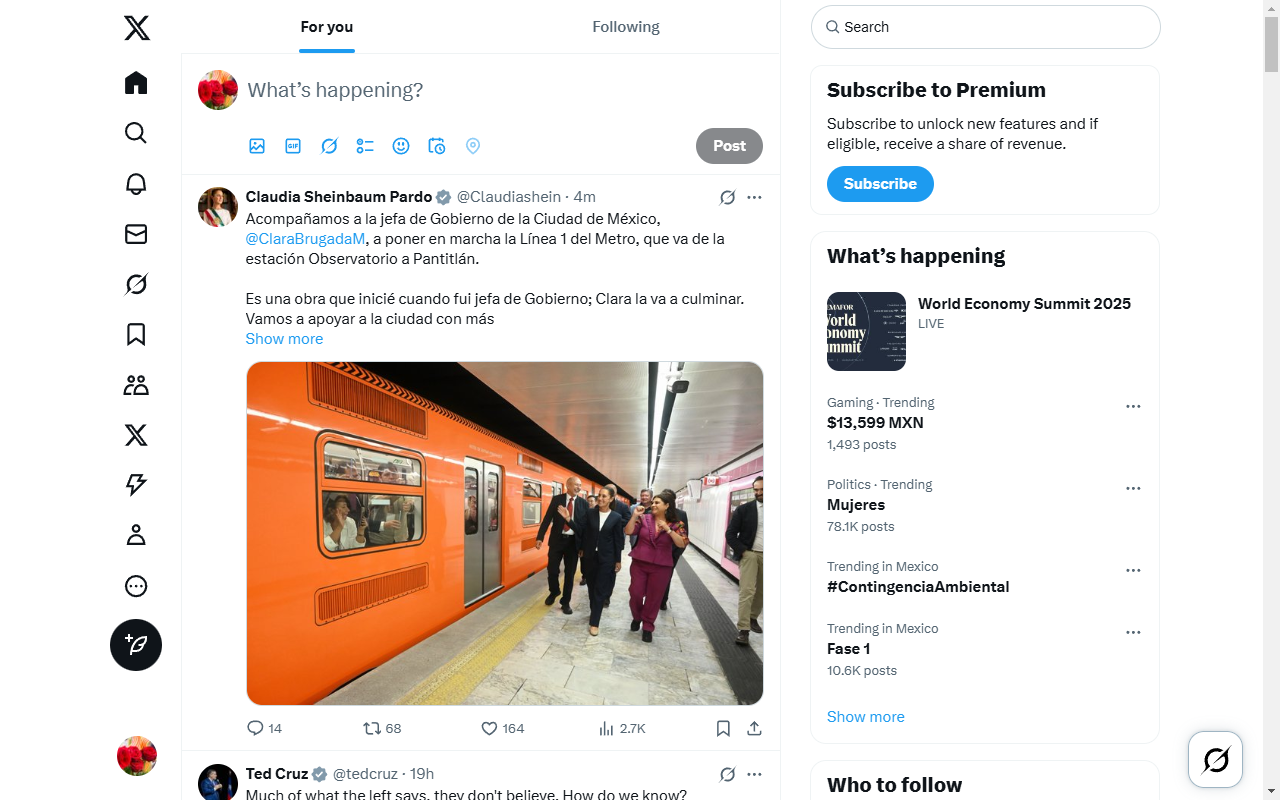 For you
Following
What's happening?
GIF
Post
Claudia Sheinbaum Pardo @Claudiashein · 4m
Acompañamos a la jefa de Gobierno de la Ciudad de México,
@ClaraBrugadaM, a poner en marcha la Línea 1 del Metro, que va de la
estación Observatorio a Pantitlán.
Es una obra que inicié cuando fui jefa de Gobierno; Clara la va a culminar.
Vamos a apoyar a la ciudad con más
Show more
14
68
164
2.7K
Ted Cruz @tedcruz · 19h
Much of what the left says, they don't believe. How do we know?
Search
Subscribe to Premium
Subscribe to unlock new features and if
eligible, receive a share of revenue.
Subscribe
What's happening
EMAFOR
World
onomy
ummit
World Economy Summit 2025
LIVE
Gaming · Trending
$13,599 MXN
1,493 posts
Politics · Trending
Mujeres
78.1K posts
Trending in Mexico
#ContingenciaAmbiental
Trending in Mexico
Fase 1
10.6K posts
Show more
Who to follow